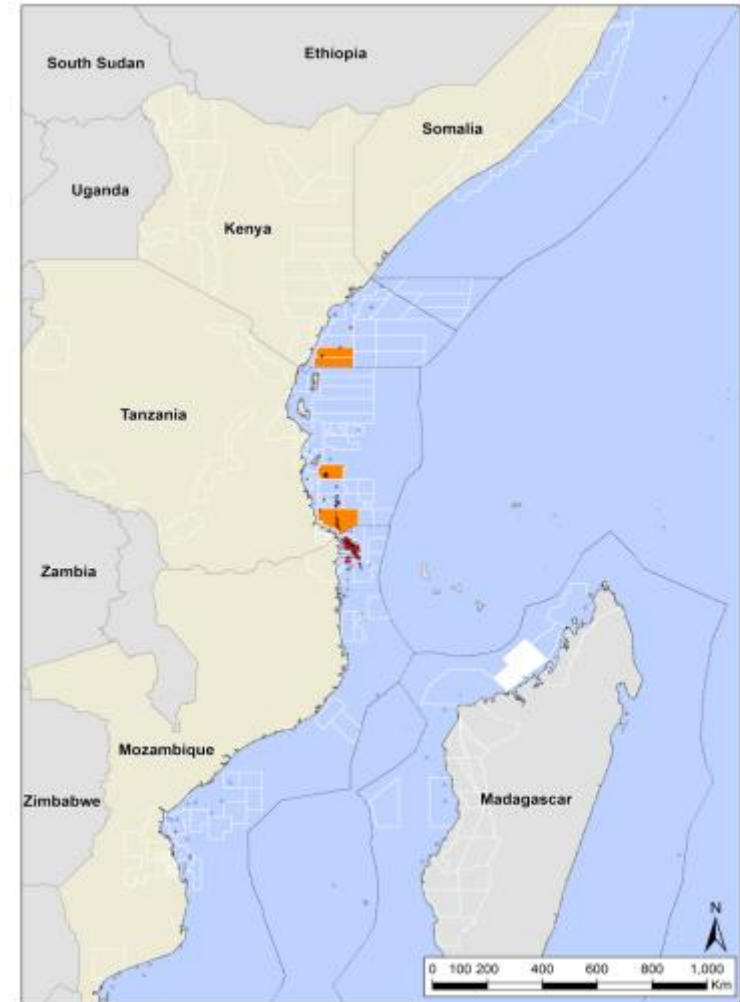 Ethiopia
South Sudan
Somalia
Uganda
Kenya
Tanzania
Zambia
Mozambique
Zimbabwe
Madagascar
N
0 100 200 400 600 800 1,000
Km